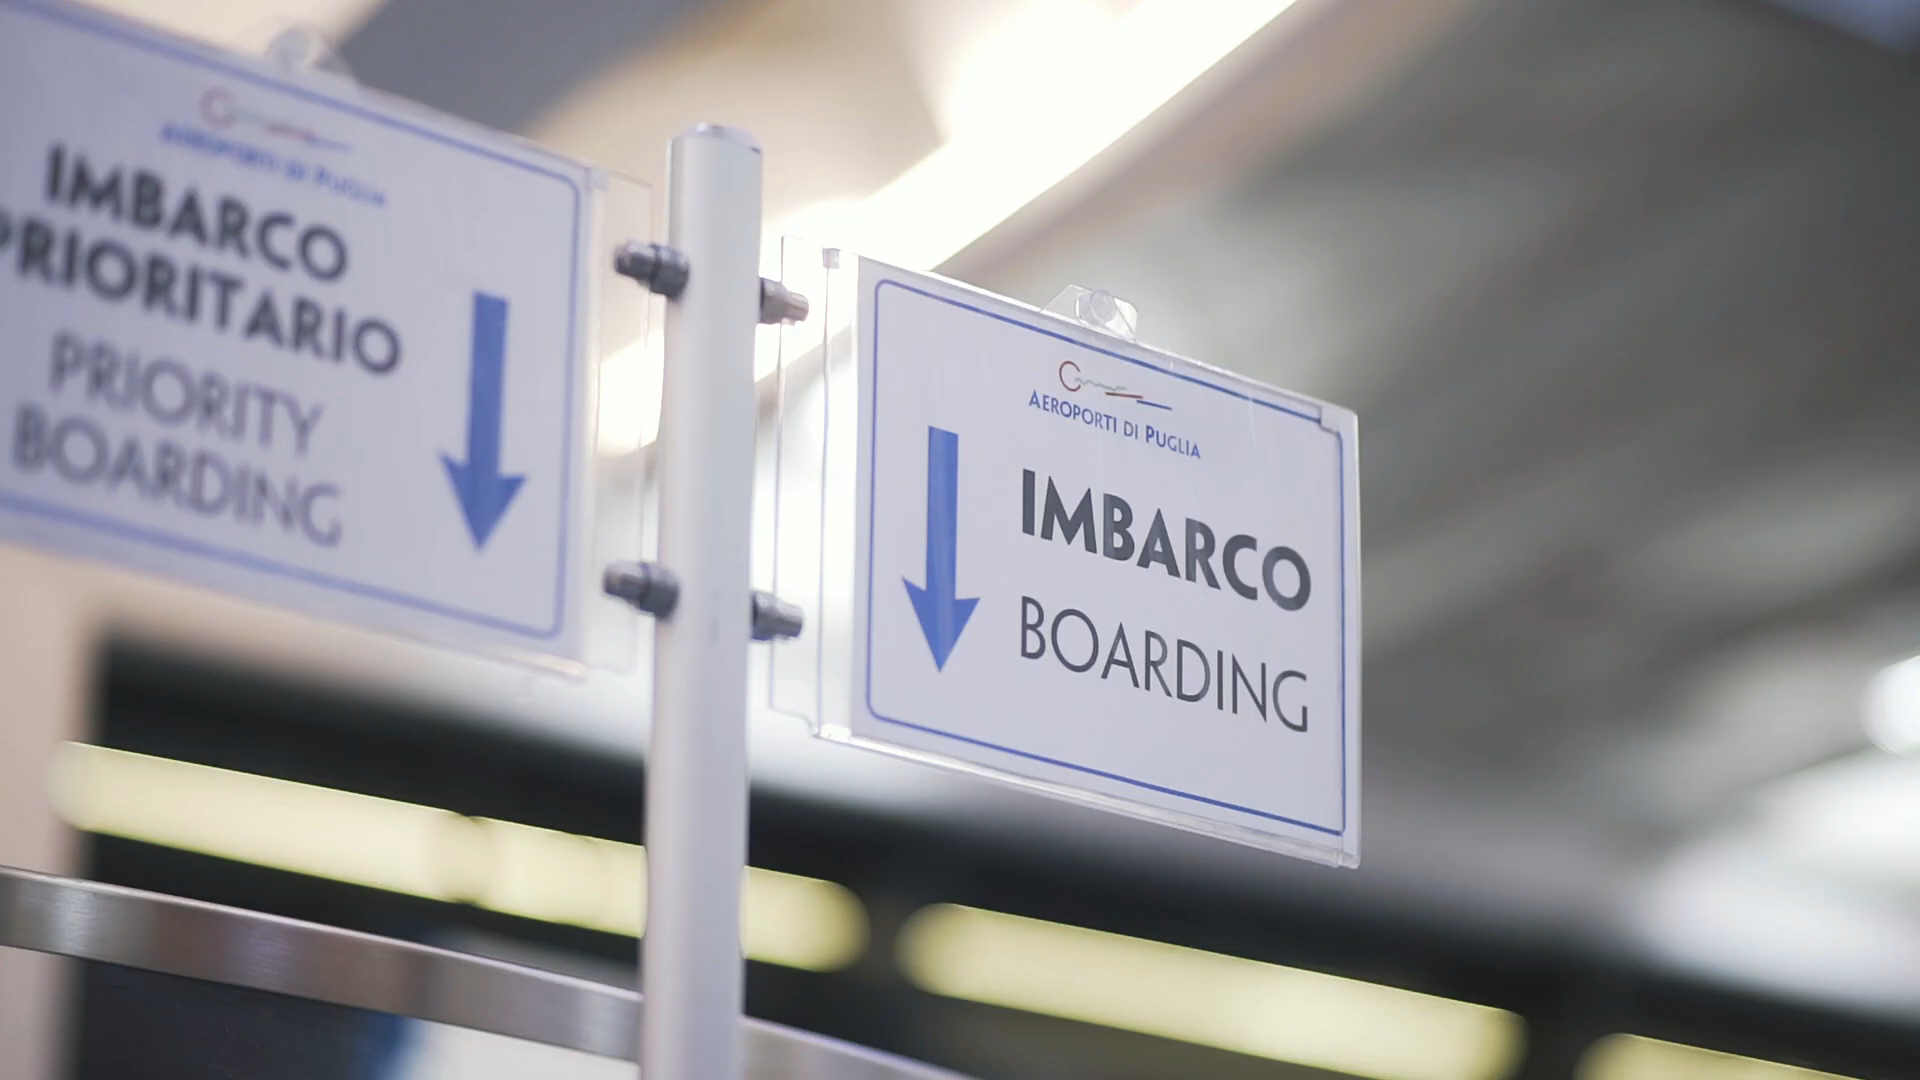 AEROPORTI DI PUGLIA
IMBARCO
PRIORITARIO
PRIORITY
BOARDING
AEROPORTI DI PUGLIA
IMBARCO
BOARDING